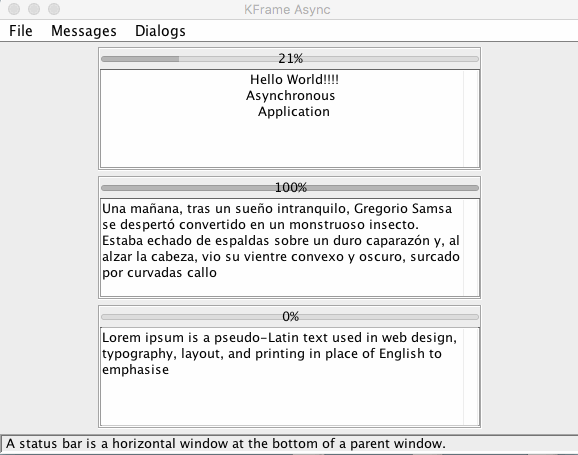 KFrame Async
File Messages Dialogs
21%
Hello World!!!!
Asynchronous
Application
100%
Una mañana, tras un sueño intranquilo, Gregorio Samsa
se despertó convertido en un monstruoso insecto.
Estaba echado de espaldas sobre un duro caparazón y, al
alzar la cabeza, vio su vientre convexo y oscuro, surcado
por curvadas callo
0%
Lorem ipsum is a pseudo-Latin text used in web design,
typography, layout, and printing in place of English to
emphasise
A status bar is a horizontal window at the bottom of a parent window.